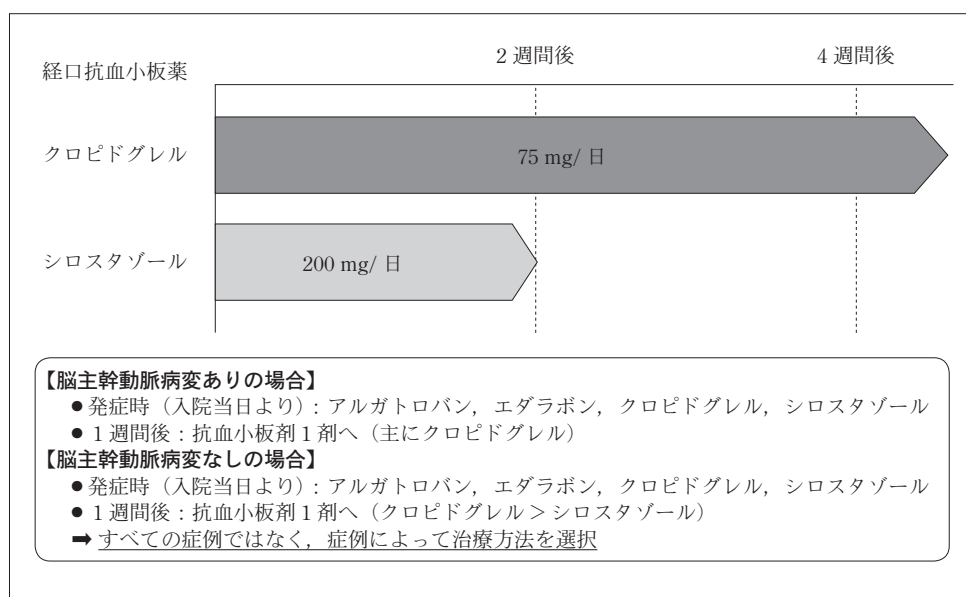 2 週間後 4 週間後
経口抗血小板薬
クロピドグレル 75 mg/ 日
シロスタゾール 200 mg/ 日
【脳主幹動脈病変ありの場合】
● 発症時（入院当日より）: アルガトロバン，エダラボン，クロピドグレル，シロスタゾール
● 1 週間後 : 抗血小板剤 1 剤へ（主にクロピドグレル）
【脳主幹動脈病変なしの場合】
● 発症時（入院当日より）: アルガトロバン，エダラボン，クロピドグレル，シロスタゾール
● 1 週間後 : 抗血小板剤 1 剤へ（クロピドグレル > シロスタゾール）
➡ すべての症例ではなく，症例によって治療方法を選択